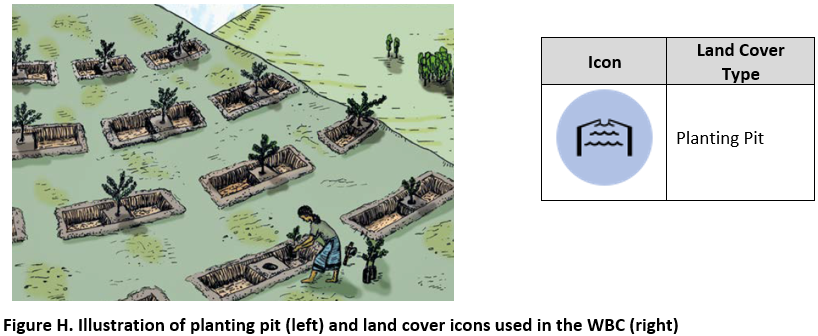 Icon
Land Cover
Type
Planting Pit
Figure H. Illustration of planting pit (left) and land cover icons used in the WBC (right)